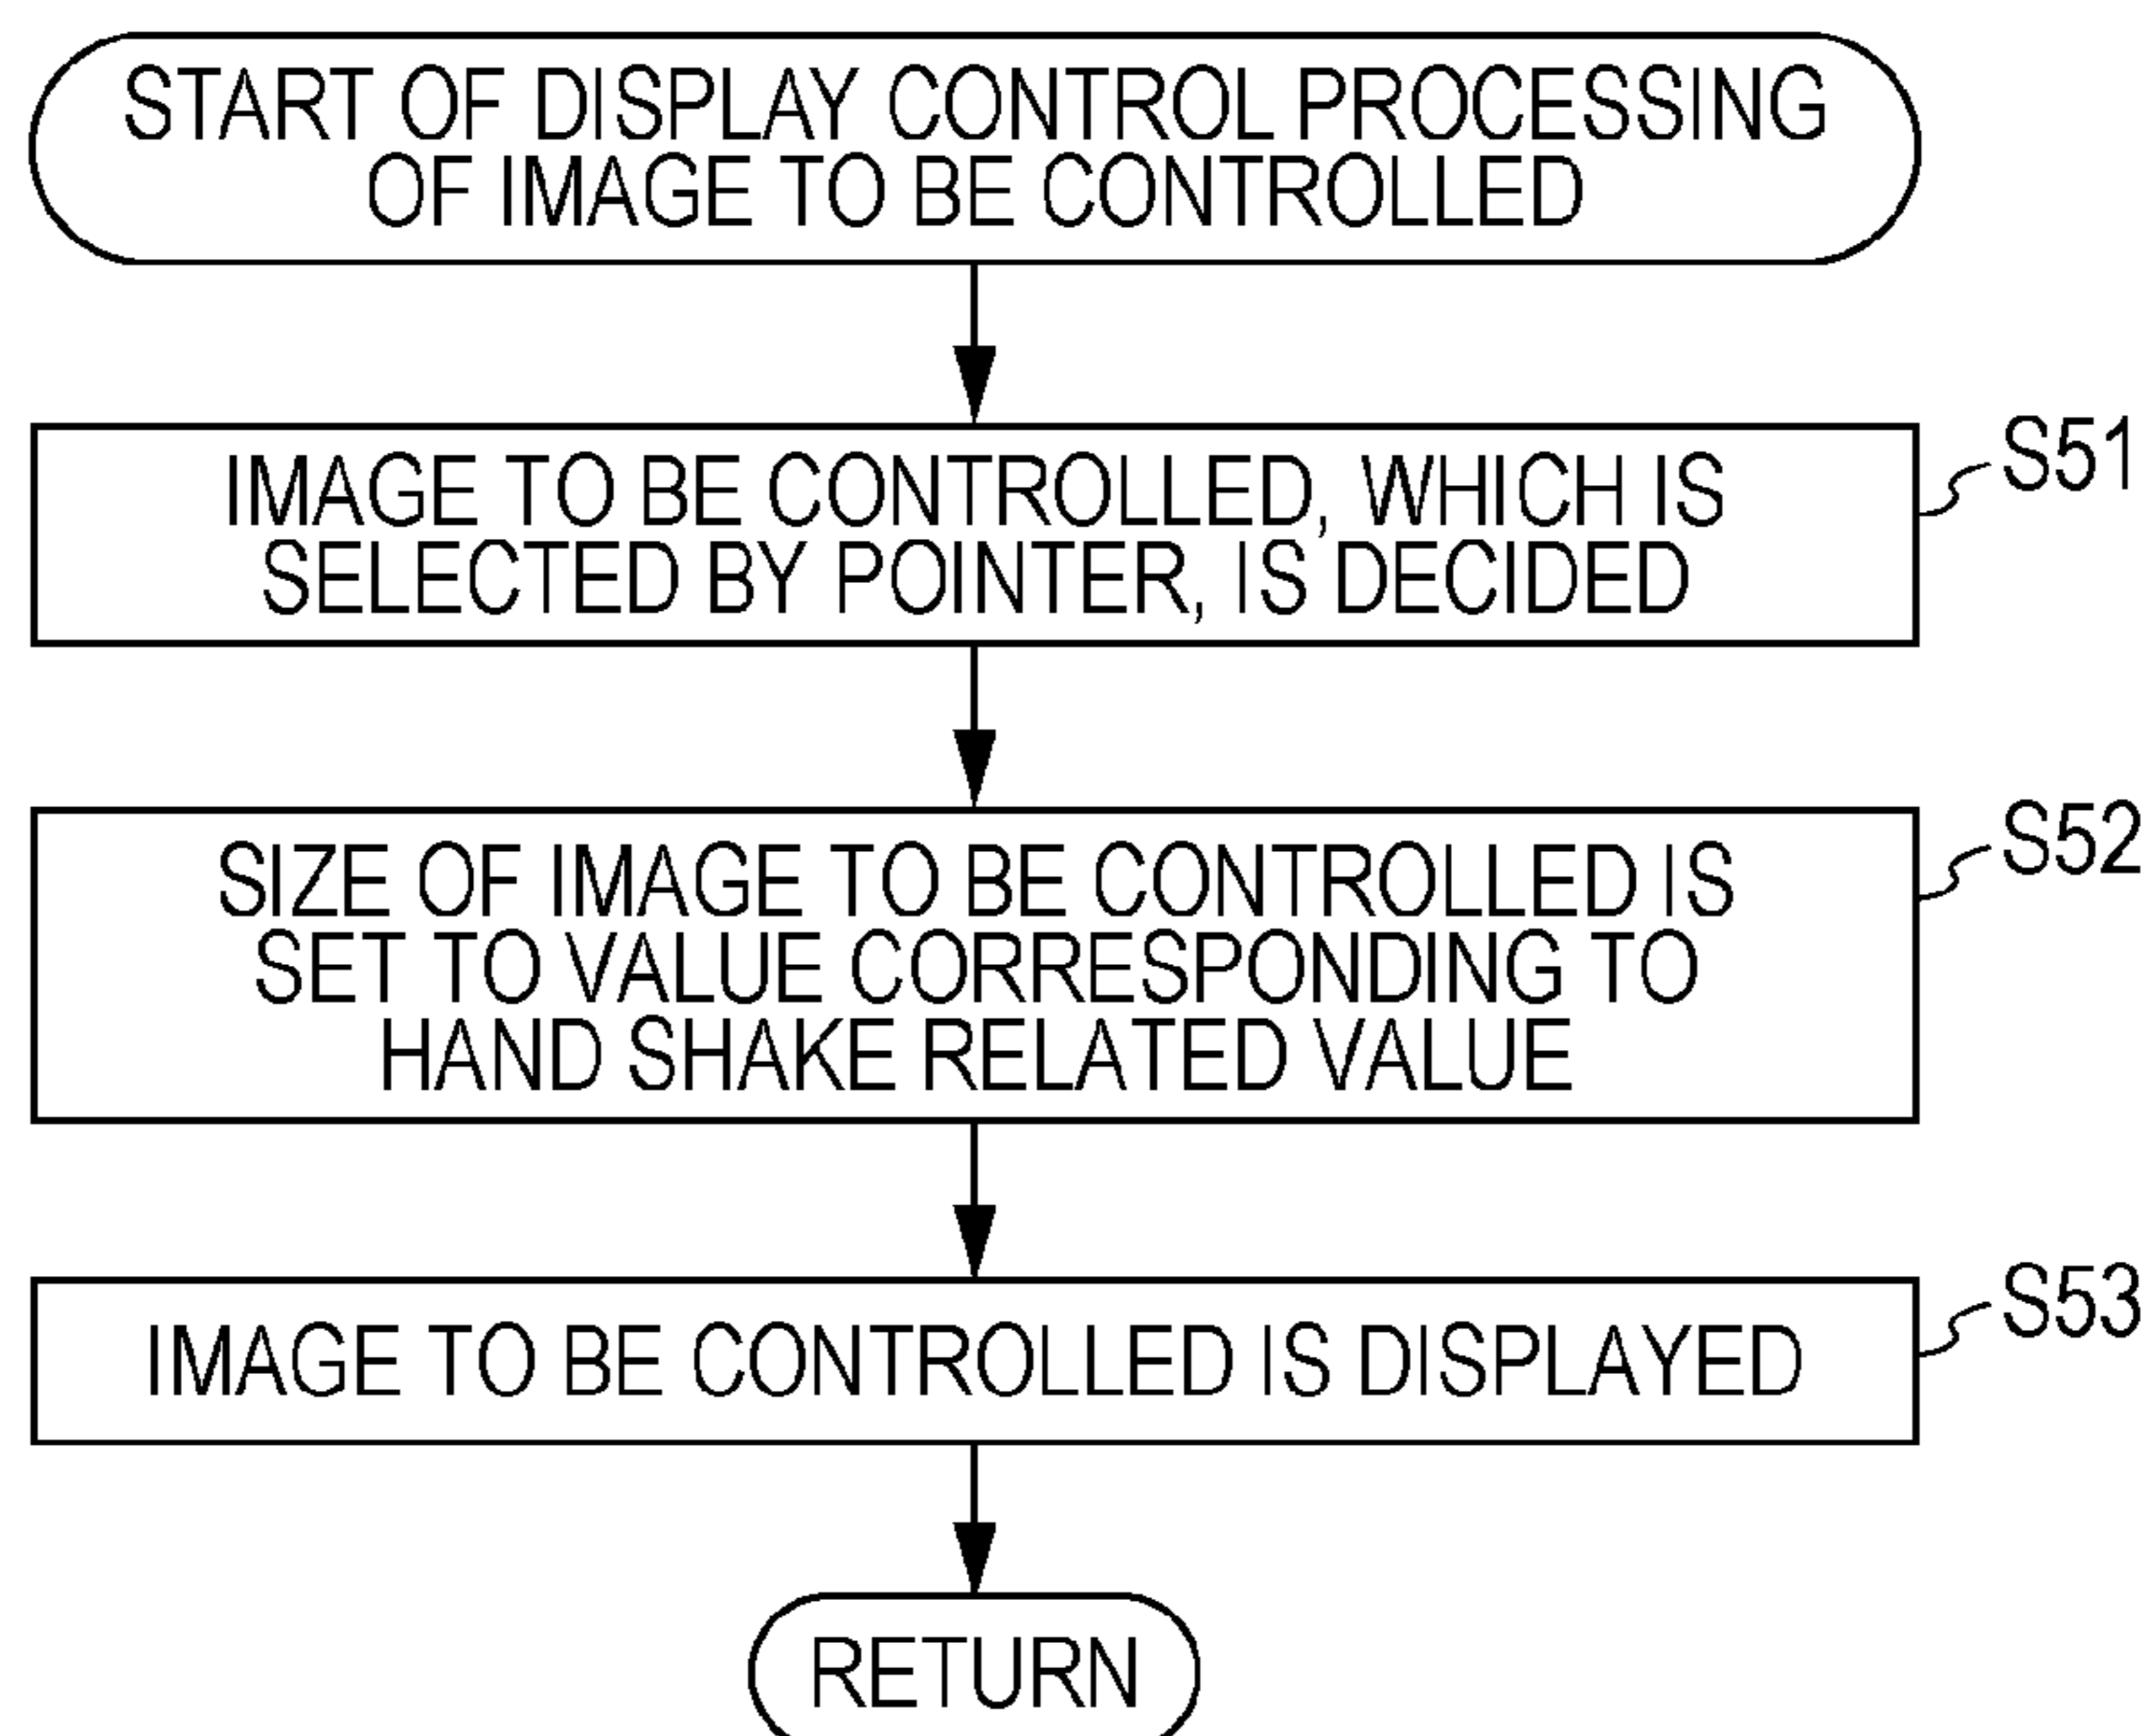 START OF DISPLAY CONTROL PROCESSING
OF IMAGE TO BE CONTROLLED
IMAGE TO BE CONTROLLED, WHICH IS
SELECTED BY POINTER, IS DECIDED
S51
SIZE OF IMAGE TO BE CONTROLLED IS
SET TO VALUE CORRESPONDING TO
HAND SHAKE RELATED VALUE
S52
IMAGE TO BE CONTROLLED IS DISPLAYED
S53
RETURN